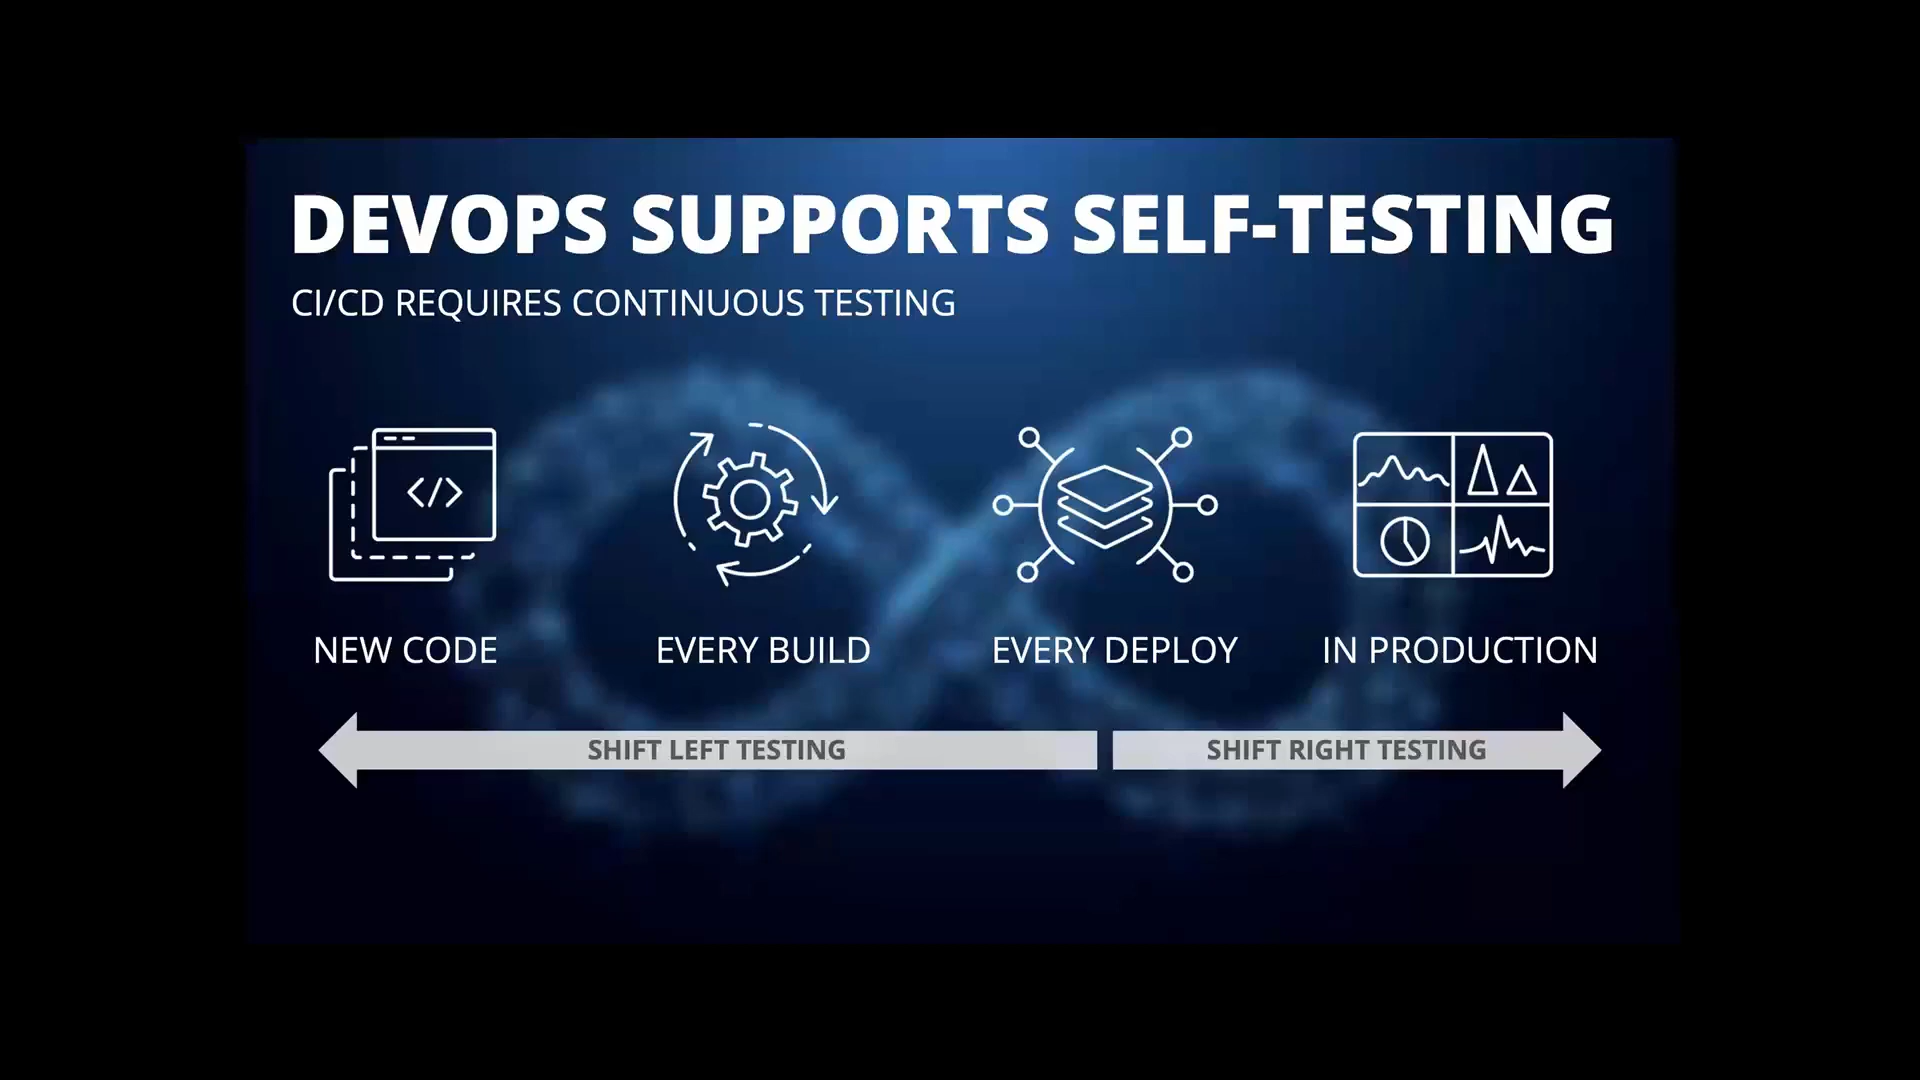 DEVOPS SUPPORTS SELF-TESTING
CI/CD REQUIRES CONTINUOUS TESTING
</>
NEW CODE
EVERY BUILD
EVERY DEPLOY
IN PRODUCTION
SHIFT LEFT TESTING
SHIFT RIGHT TESTING